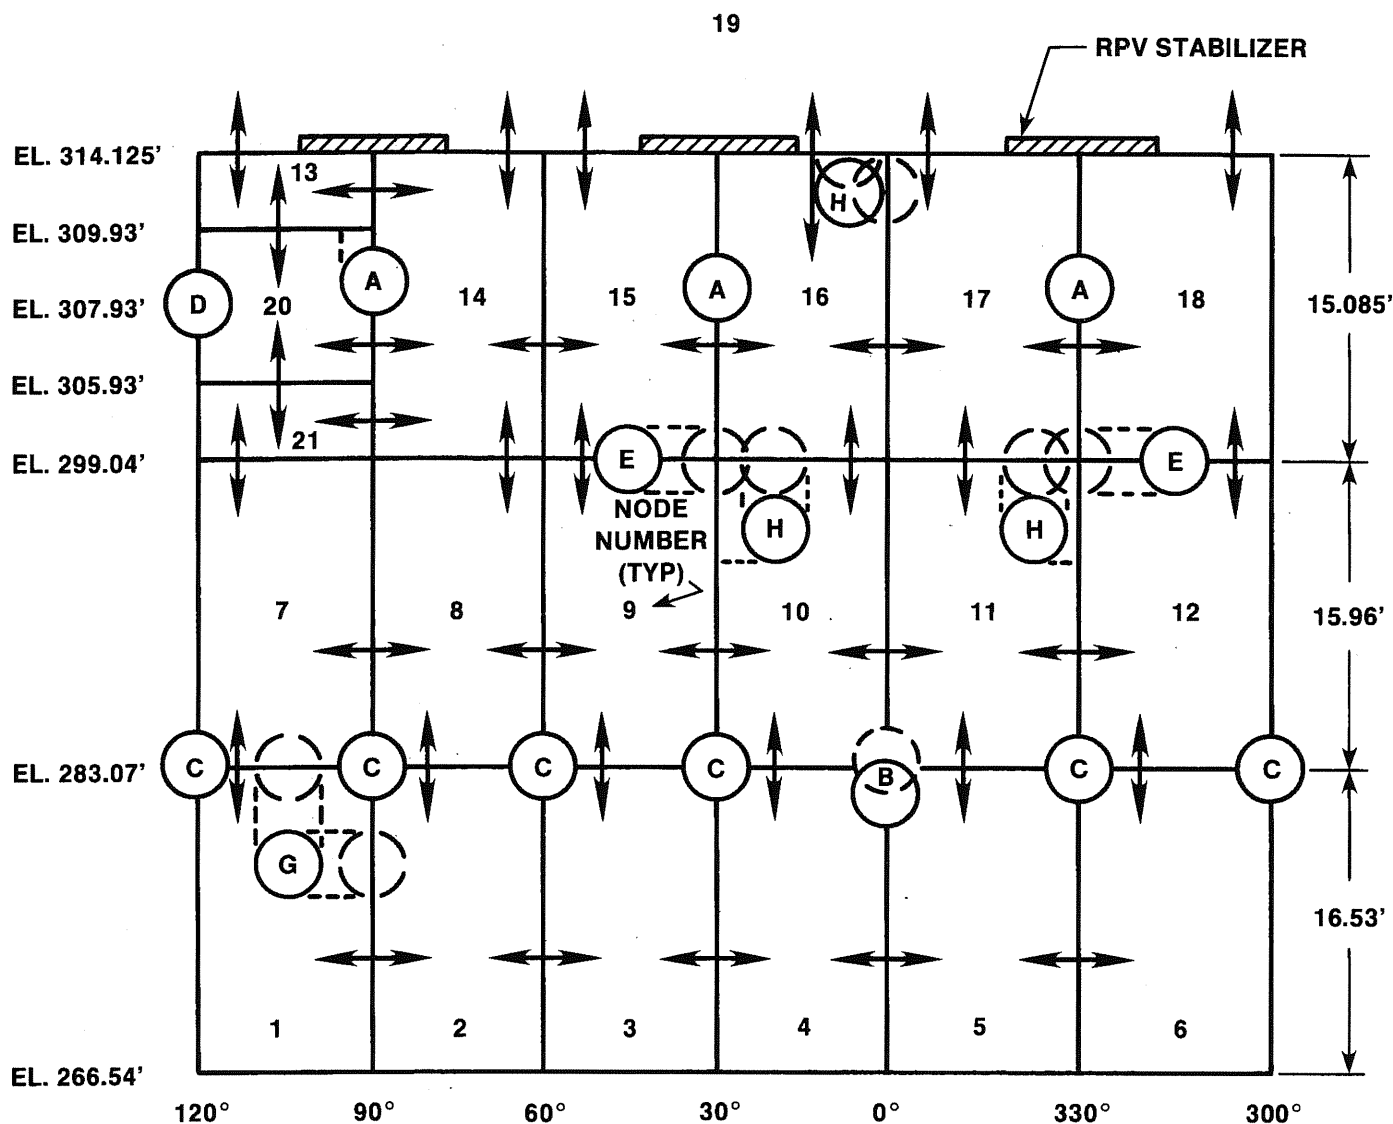 19
RPV STABILIZER
EL. 314.125'
13
H
EL. 309.93'
D
20
A
14
15
A
16
17
A
18
EL. 307.93'
15.085'
EL. 305.93'
21
EL. 299.04'
E
E
NODE
NUMBER
(TYP)
H
H
7
8
9
10
11
12
15.96'
EL. 283.07'
C
C
C
C
B
C
C
G
16.53'
1
2
3
4
5
6
EL. 266.54'
120°
90°
60°
30°
0°
330°
300°